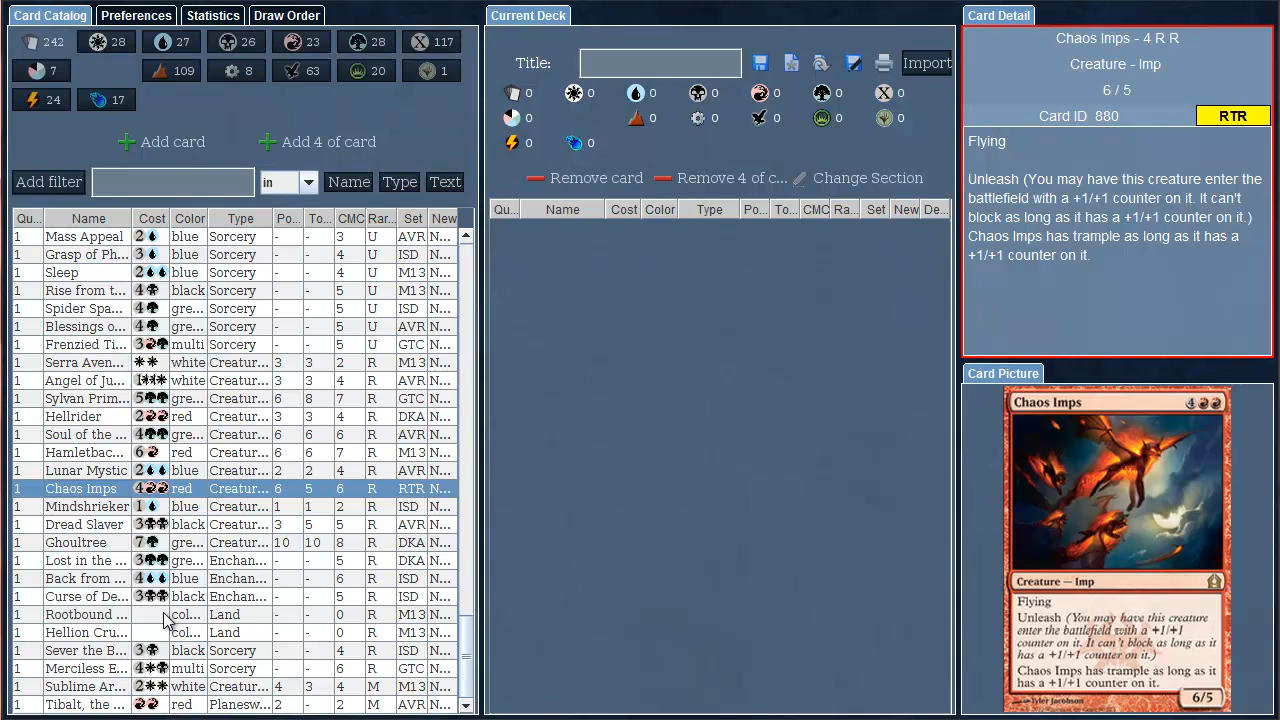 Card Catalog Preferences Statistics Draw Order
242 28 27 26 23 28 117
7 109 8 63 20 1
24 17
Add card Add 4 of card
Add filter in Name Type Text
Qu... Name Cost Color Type Po... To... CMC Rar... Set New
1 Mass Appeal 2 blue Sorcery - - 3 U AVR N...
1 Grasp of Ph... 3 blue Sorcery - - 4 U ISD N...
1 Sleep 2 blue Sorcery - - 4 U M13 N...
1 Rise from t... 4 black Sorcery - - 5 U M13 N...
1 Spider Spa... 4 gre... Sorcery - - 5 U ISD N...
1 Blessings o... 4 gre... Sorcery - - 5 U AVR N...
1 Frenzied Ti... 3 multi Sorcery - - 5 U GTC N...
1 Serra Aven... white Creatur... 3 3 2 R M13 N...
1 Angel of Ju... 1 white Creatur... 3 3 4 R AVR N...
1 Sylvan Prim... 5 gre... Creatur... 6 8 7 R GTC N...
1 Hellrider 2 red Creatur... 4 3 4 R DKA N...
1 Soul of the ... 4 gre... Creatur... 6 6 6 R AVR N...
1 Hamletbac... 6 red Creatur... 6 6 7 R M13 N...
1 Lunar Mystic 2 blue Creatur... 2 2 4 R AVR N...
1 Chaos Imps 4 red Creatur... 6 5 6 R RTR N...
1 Mindshrieker 1 blue Creatur... 1 1 2 R ISD N...
1 Dread Slaver 3 black Creatur... 3 5 5 R AVR N...
1 Ghoultree 7 gre... Creatur... 10 10 8 R DKA N...
1 Lost in the ... 3 gre... Enchan... - - 5 R DKA N...
1 Back from ... 4 blue Enchan... - - 6 R ISD N...
1 Curse of De... 3 black Enchan... - - 5 R ISD N...
1 Rootbound ... col... Land - - 0 R M13 N...
1 Hellion Cru... col... Land - - 0 R M13 N...
1 Sever the B... 3 black Sorcery - - 4 R M13 N...
1 Merciless E... 4 multi Sorcery - - 6 R GTC N...
1 Sublime Ar... 2 white Creatur... 4 3 4 M M13 N...
1 Tibalt, the ... red Planesw... 2 - 2 M AVR N...
Current Deck
Title: Import
0 0 0 0 0 0 0
0 0 0 0 0 0
0 0
Remove card Remove 4 of c... Change Section
Qu... Name Cost Color Type Po... To... CMC Ra... Set New De...
Card Detail
Chaos Imps - 4 R R
Creature - Imp
6 / 5
Card ID 880 RTR
Flying
Unleash (You may have this creature enter the
battlefield with a +1/+1 counter on it. It can't
block as long as it has a +1/+1 counter on it.)
Chaos Imps has trample as long as it has a
+1/+1 counter on it.
Card Picture
Chaos Imps 4
Creature — Imp
Flying
Unleash (You may have this creature
enter the battlefield with a +1/+1
counter on it. It can't block as long as it
has a +1/+1 counter on it.)
Chaos Imps has trample as long as it
has a +1/+1 counter on it.
Tyler Jacobson 6/5